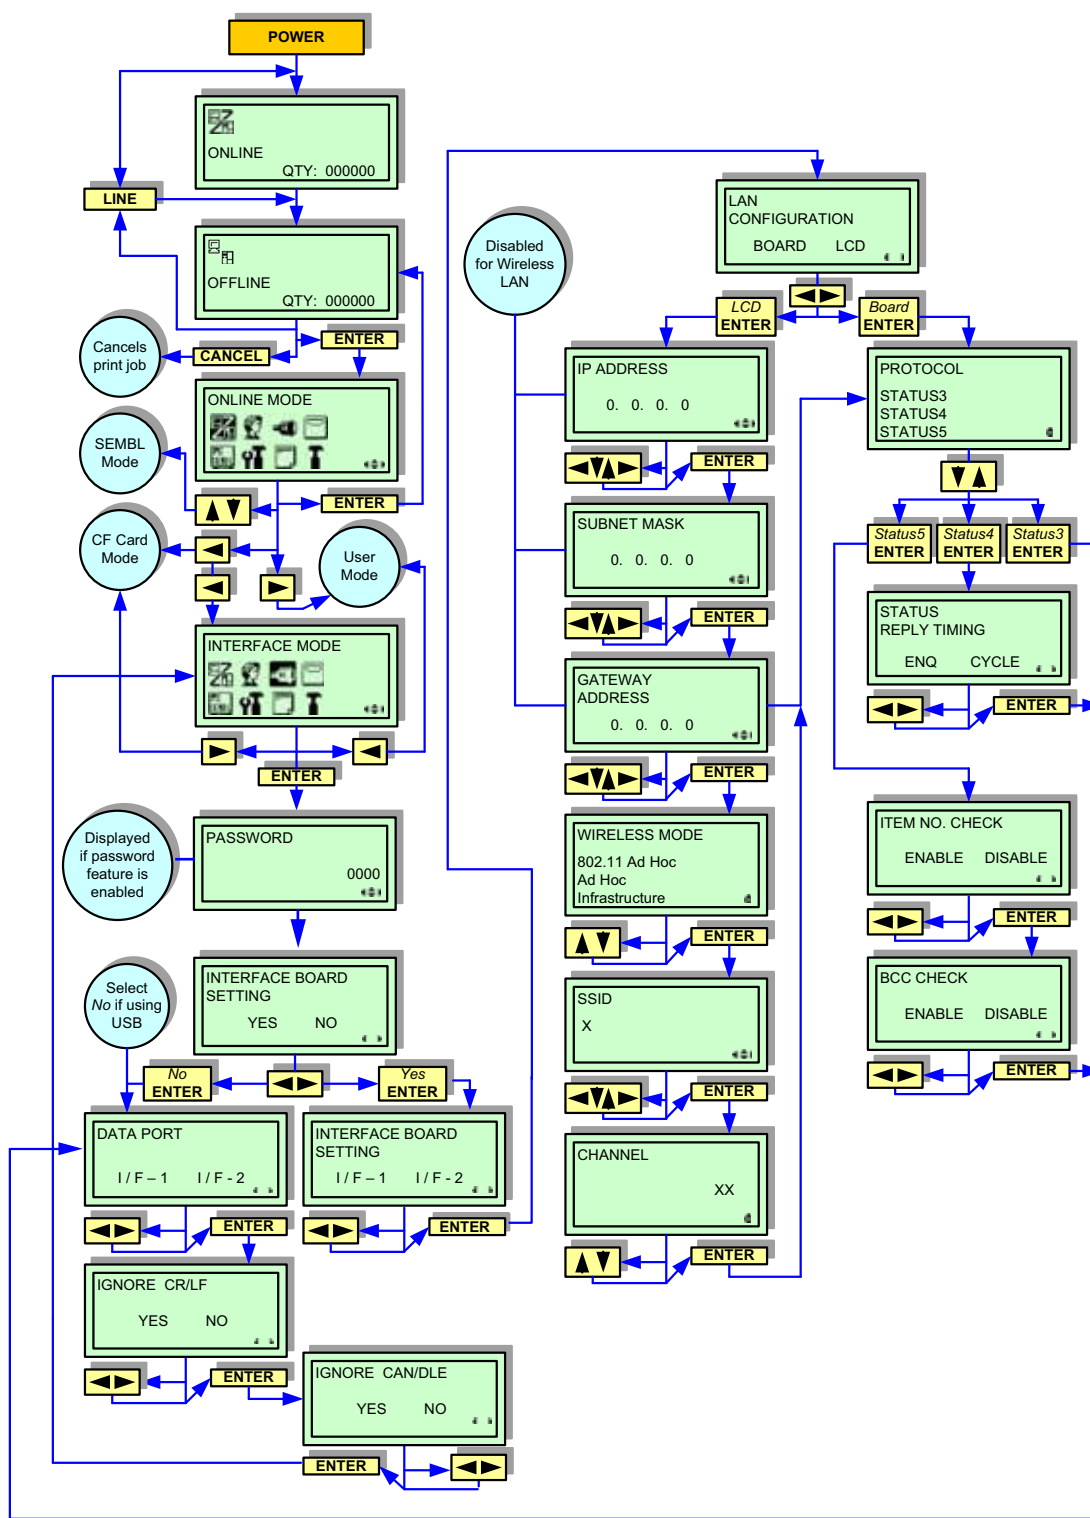 POWER
ONLINE
QTY: 000000
LINE
OFFLINE
QTY: 000000
ENTER
CANCEL
Cancels
print job
ONLINE MODE
SEMBL
Mode
ENTER
CF Card
Mode
User
Mode
INTERFACE MODE
ENTER
Displayed
if password
feature is
enabled
PASSWORD
0000
INTERFACE BOARD
SETTING
YES NO
Select
No if using
USB
No
ENTER
Yes
ENTER
DATA PORT
I / F – 1 I / F - 2
INTERFACE BOARD
SETTING
I / F – 1 I / F - 2
ENTER
ENTER
IGNORE CR/LF
YES NO
ENTER
IGNORE CAN/DLE
YES NO
ENTER
LAN
CONFIGURATION
BOARD LCD
Disabled
for Wireless
LAN
LCD
ENTER
Board
ENTER
IP ADDRESS
0. 0. 0. 0
ENTER
SUBNET MASK
0. 0. 0. 0
ENTER
GATEWAY
ADDRESS
0. 0. 0. 0
ENTER
WIRELESS MODE
802.11 Ad Hoc
Ad Hoc
Infrastructure
ENTER
SSID
X
ENTER
CHANNEL
XX
ENTER
PROTOCOL
STATUS3
STATUS4
STATUS5
Status5
ENTER
Status4
ENTER
Status3
ENTER
STATUS
REPLY TIMING
ENQ CYCLE
ENTER
ITEM NO. CHECK
ENABLE DISABLE
ENTER
BCC CHECK
ENABLE DISABLE
ENTER